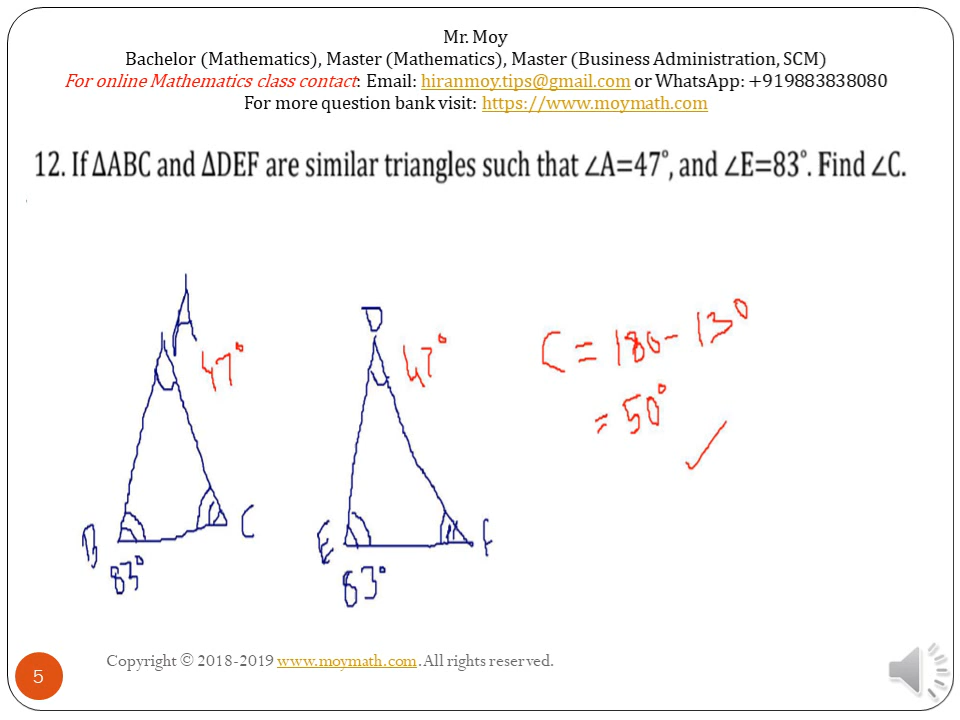 Mr. Moy
Bachelor (Mathematics), Master (Mathematics), Master (Business Administration, SCM)
For online Mathematics class contact: Email: hiranmoy.tips@gmail.com or WhatsApp: +919883838080
For more question bank visit: https://www.moymath.com
12. If ΔABC and ΔDEF are similar triangles such that ∠A=47°, and ∠E=83°. Find ∠C.
A
47°
D
47°
C = 180 - 130
= 50°
B
C
E
F
83°
83°
Copyright © 2018-2019 www.moymath.com. All rights reserved.
5